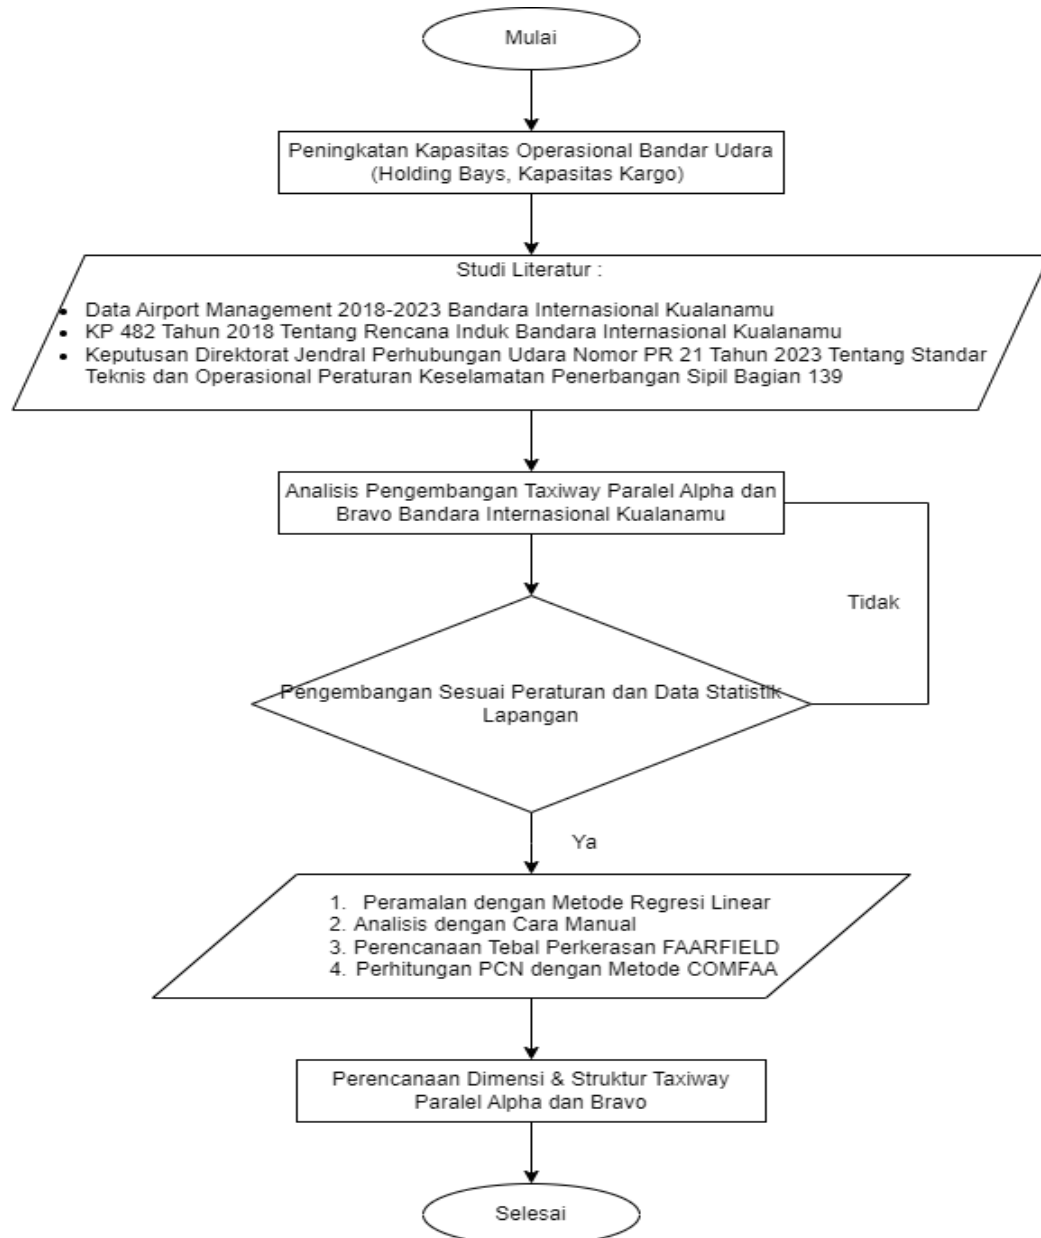 Mulai
Peningkatan Kapasitas Operasional Bandar Udara
(Holding Bays, Kapasitas Kargo)
Studi Literatur :
• Data Airport Management 2018-2023 Bandara Internasional Kualanamu
• KP 482 Tahun 2018 Tentang Rencana Induk Bandara Internasional Kualanamu
• Keputusan Direktorat Jendral Perhubungan Udara Nomor PR 21 Tahun 2023 Tentang Standar
Teknis dan Operasional Peraturan Keselamatan Penerbangan Sipil Bagian 139
Analisis Pengembangan Taxiway Paralel Alpha dan
Bravo Bandara Internasional Kualanamu
Tidak
Pengembangan Sesuai Peraturan dan Data Statistik
Lapangan
Ya
1. Peramalan dengan Metode Regresi Linear
2. Analisis dengan Cara Manual
3. Perencanaan Tebal Perkerasan FAARFIELD
4. Perhitungan PCN dengan Metode COMFAA
Perencanaan Dimensi & Struktur Taxiway
Paralel Alpha dan Bravo
Selesai